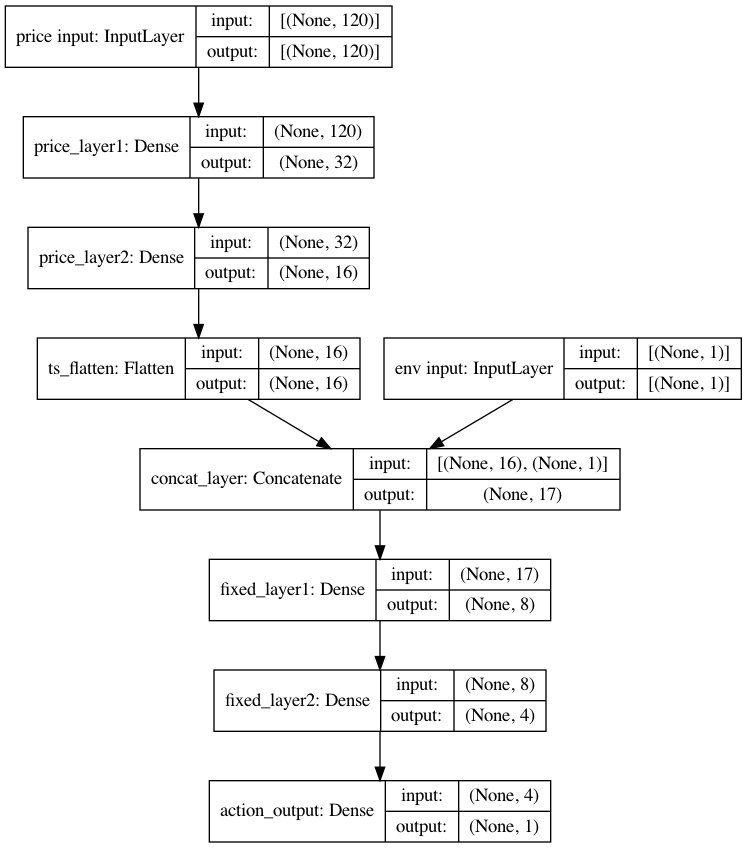 price input: InputLayer
input: [(None, 120)]
output: [(None, 120)]
price_layer1: Dense
input: (None, 120)
output: (None, 32)
price_layer2: Dense
input: (None, 32)
output: (None, 16)
ts_flatten: Flatten
input: (None, 16)
output: (None, 16)
env input: InputLayer
input: [(None, 1)]
output: [(None, 1)]
concat_layer: Concatenate
input: [(None, 16), (None, 1)]
output: (None, 17)
fixed_layer1: Dense
input: (None, 17)
output: (None, 8)
fixed_layer2: Dense
input: (None, 8)
output: (None, 4)
action_output: Dense
input: (None, 4)
output: (None, 1)